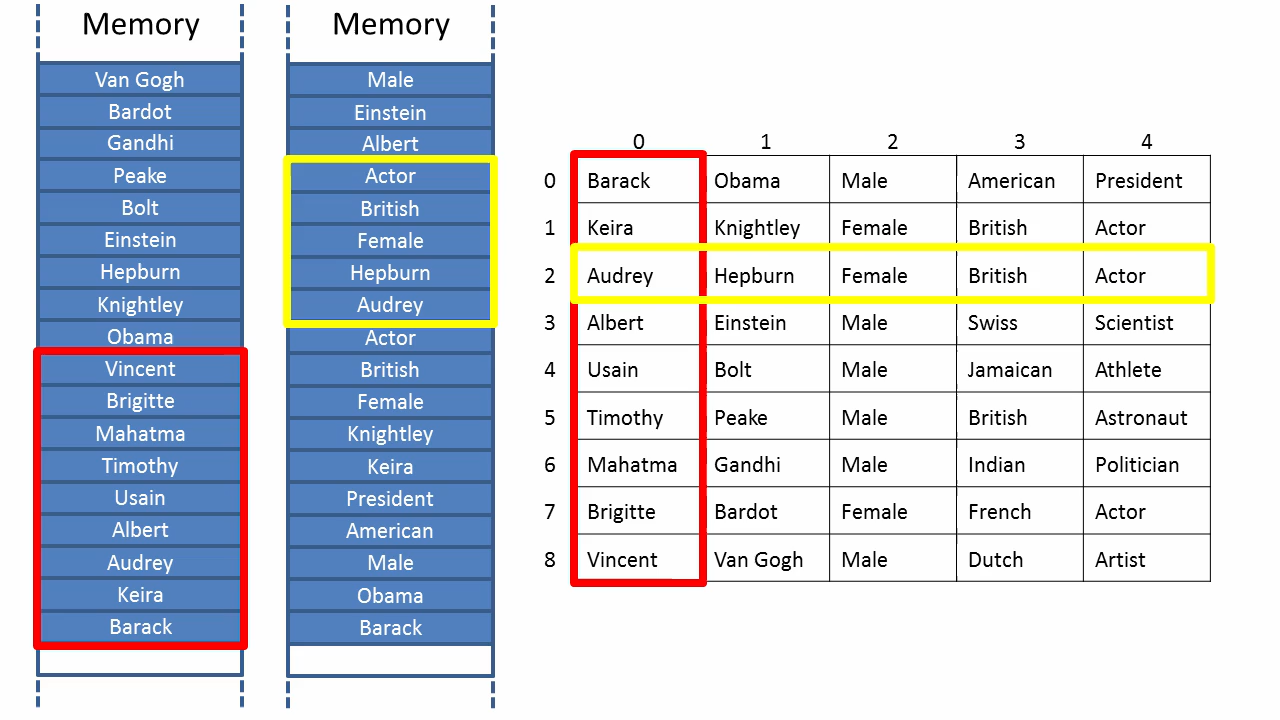 Memory
Van Gogh
Bardot
Gandhi
Peake
Bolt
Einstein
Hepburn
Knightley
Obama
Vincent
Brigitte
Mahatma
Timothy
Usain
Albert
Audrey
Keira
Barack
Memory
Male
Einstein
Albert
Actor
British
Female
Hepburn
Audrey
Actor
British
Female
Knightley
Keira
President
American
Male
Obama
Barack
0 1 2 3 4
0 Barack Obama Male American President
1 Keira Knightley Female British Actor
2 Audrey Hepburn Female British Actor
3 Albert Einstein Male Swiss Scientist
4 Usain Bolt Male Jamaican Athlete
5 Timothy Peake Male British Astronaut
6 Mahatma Gandhi Male Indian Politician
7 Brigitte Bardot Female French Actor
8 Vincent Van Gogh Male Dutch Artist